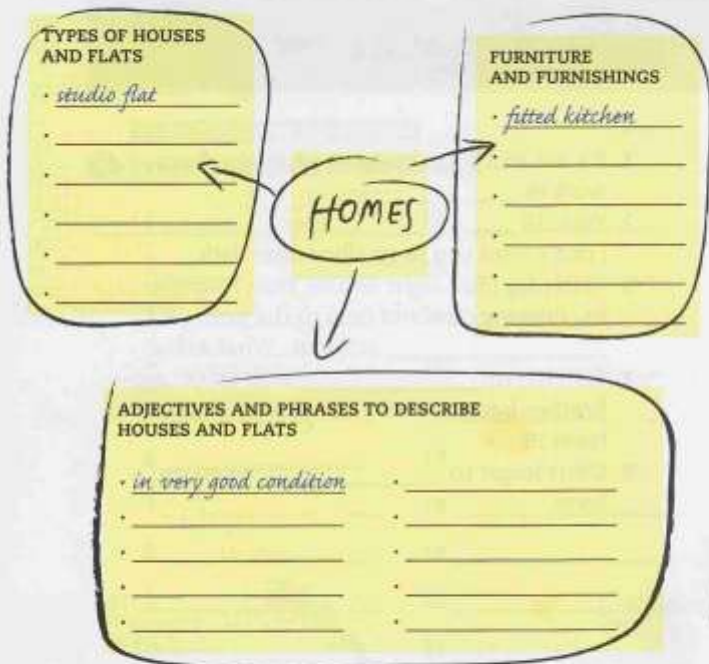 TYPES OF HOUSES
AND FLATS
• studio flat
FURNITURE
AND FURNISHINGS
• fitted kitchen
HOMES
ADJECTIVES AND PHRASES TO DESCRIBE
HOUSES AND FLATS
• in very good condition